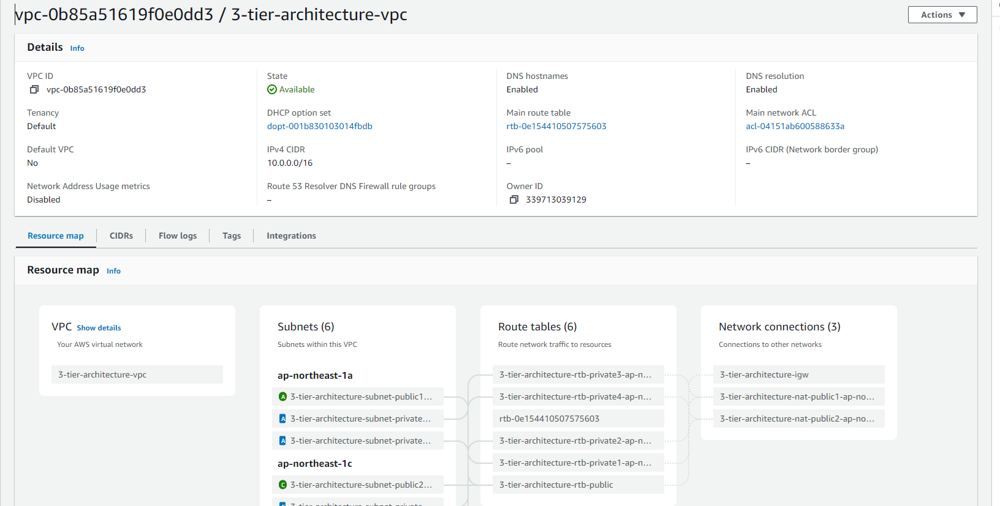 vpc-0b85a51619f0e0dd3 / 3-tier-architecture-vpc
Actions
Details Info
VPC ID
vpc-0b85a51619f0e0dd3
State
Available
DNS hostnames
Enabled
DNS resolution
Enabled
Tenancy
Default
DHCP option set
dopt-001b830103014fbdb
Main route table
rtb-0e154410507575603
Main network ACL
acl-04151ab600588633a
Default VPC
No
IPv4 CIDR
10.0.0.0/16
IPv6 pool
–
IPv6 CIDR (Network border group)
–
Network Address Usage metrics
Disabled
Route 53 Resolver DNS Firewall rule groups
–
Owner ID
339713039129
Resource map
CIDRs
Flow logs
Tags
Integrations
Resource map Info
VPC Show details
Your AWS virtual network
3-tier-architecture-vpc
Subnets (6)
Subnets within this VPC
ap-northeast-1a
A 3-tier-architecture-subnet-public1...
A 3-tier-architecture-subnet-private...
A 3-tier-architecture-subnet-private...
ap-northeast-1c
C 3-tier-architecture-subnet-public2...
3-tier-architecture-subnet-private
Route tables (6)
Route network traffic to resources
3-tier-architecture-rtb-private3-ap-n...
3-tier-architecture-rtb-private4-ap-n...
rtb-0e154410507575603
3-tier-architecture-rtb-private2-ap-n...
3-tier-architecture-rtb-private1-ap-n...
3-tier-architecture-rtb-public
Network connections (3)
Connections to other networks
3-tier-architecture-igw
3-tier-architecture-nat-public1-ap-no...
3-tier-architecture-nat-public2-ap-no...